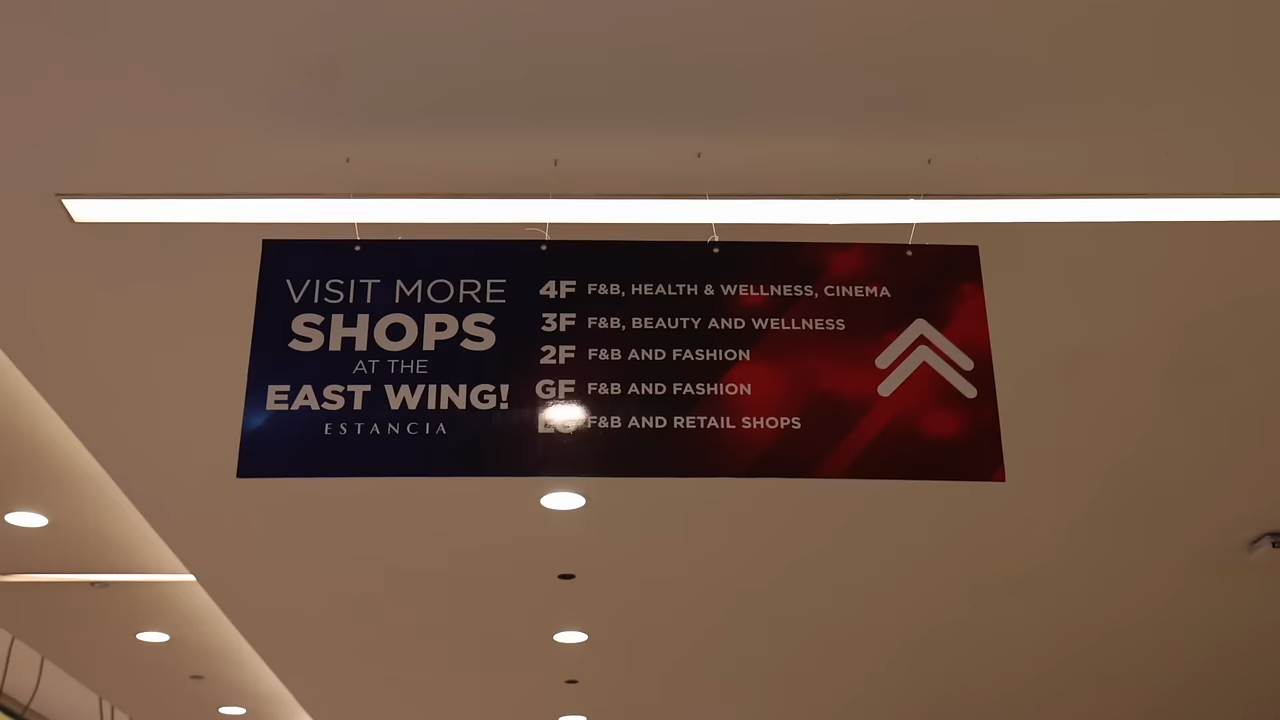 VISIT MORE
SHOPS
AT THE
EAST WING!
ESTANCIA
4F F&B, HEALTH & WELLNESS, CINEMA
3F F&B, BEAUTY AND WELLNESS
2F F&B AND FASHION
GF F&B AND FASHION
F&B AND RETAIL SHOPS